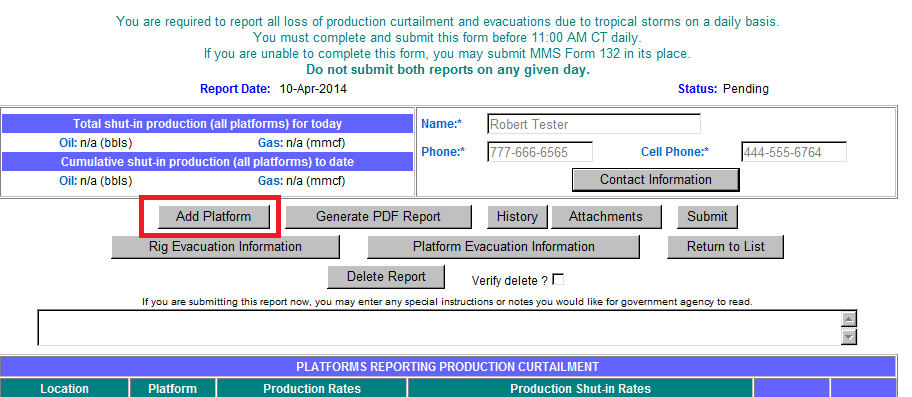 You are required to report all loss of production curtailment and evacuations due to tropical storms on a daily basis.
You must complete and submit this form before 11:00 AM CT daily.
If you are unable to complete this form, you may submit MMS Form 132 in its place.
Do not submit both reports on any given day.
Report Date: 10-Apr-2014 Status: Pending
Total shut-in production (all platforms) for today
Oil: n/a (bbls) Gas: n/a (mmcf)
Cumulative shut-in production (all platforms) to date
Oil: n/a (bbls) Gas: n/a (mmcf)
Name:* Robert Tester
Phone:* 777-666-6565 Cell Phone:* 444-555-6764
Contact Information
Add Platform Generate PDF Report History Attachments Submit
Rig Evacuation Information Platform Evacuation Information Return to List
Delete Report Verify delete ?
If you are submitting this report now, you may enter any special instructions or notes you would like for government agency to read.
PLATFORMS REPORTING PRODUCTION CURTAILMENT
Location Platform Production Rates Production Shut-in Rates